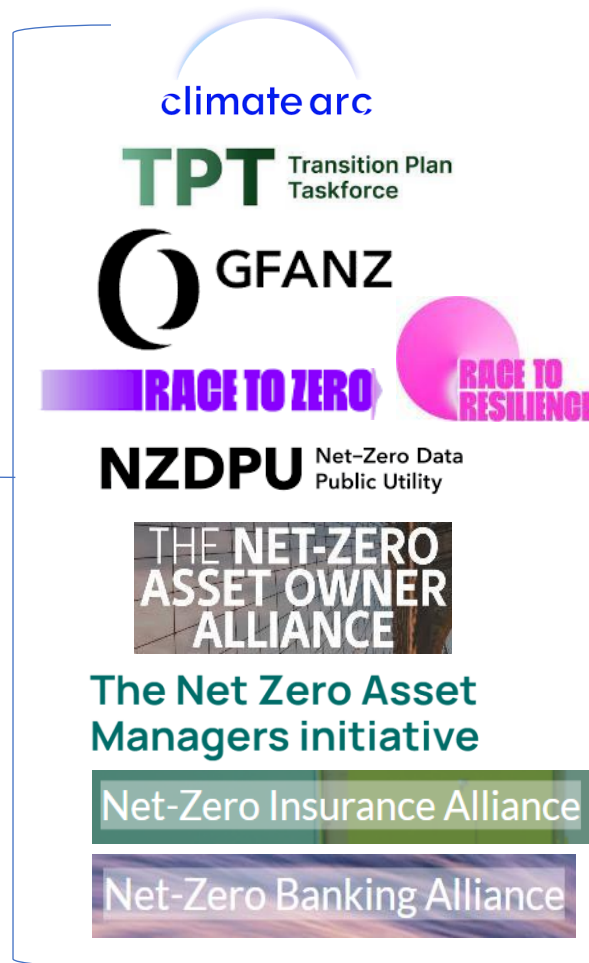 climate arc
TPT Transition Plan
Taskforce
GFANZ
RACE TO ZERO
RACE TO
RESILIENCE
NZDPU Net-Zero Data
Public Utility
THE NET-ZERO
ASSET OWNER
ALLIANCE
The Net Zero Asset
Managers initiative
Net-Zero Insurance Alliance
Net-Zero Banking Alliance